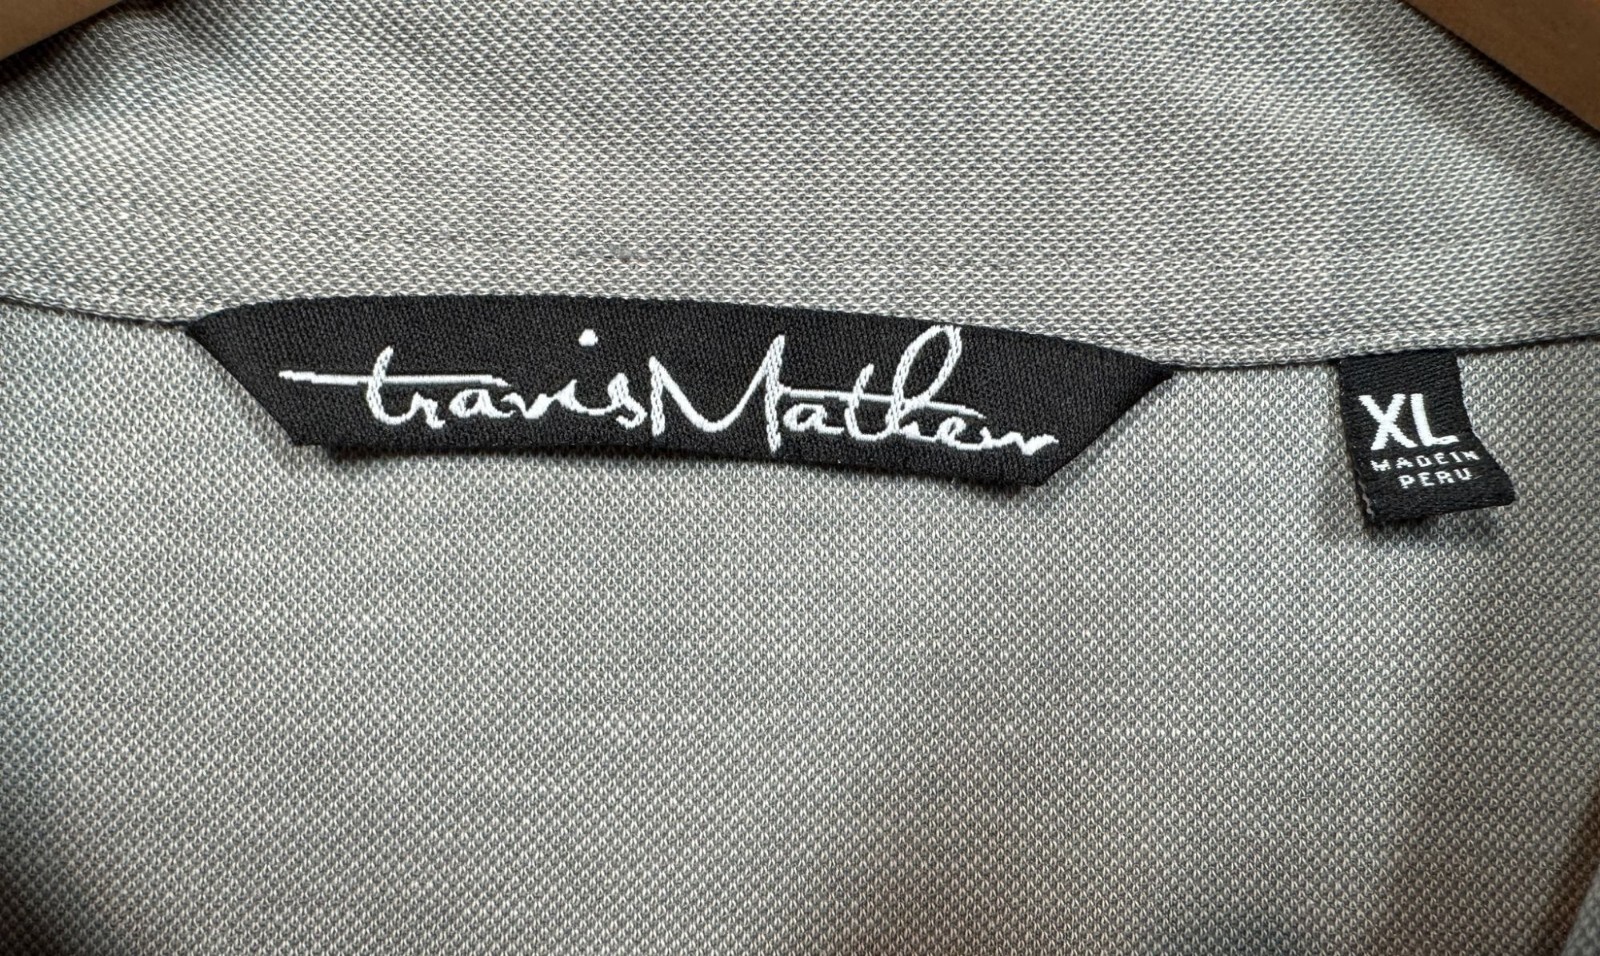 travisMathew
XL
MADE IN
PERU